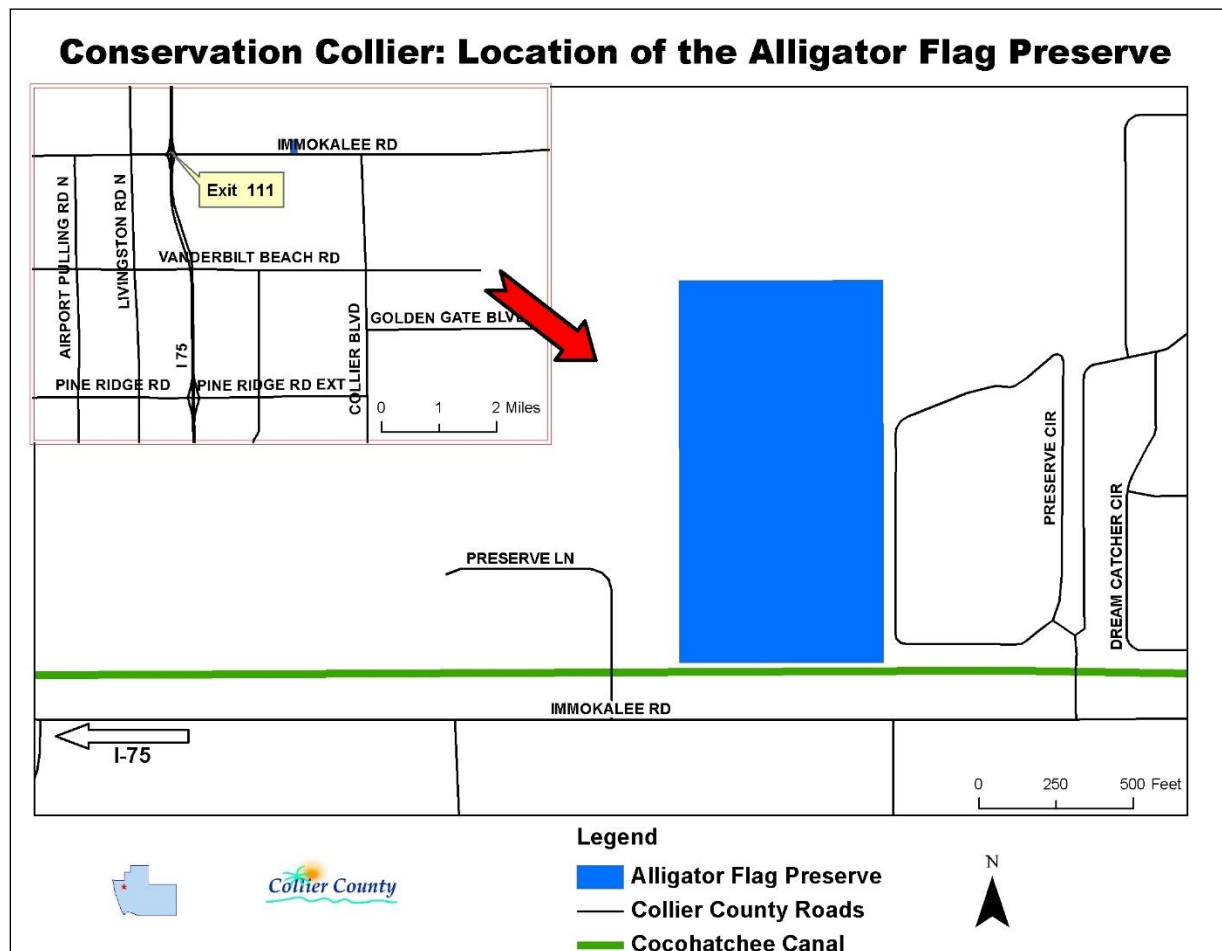 Conservation Collier: Location of the Alligator Flag Preserve
IMMOKALEE RD
Exit 111
AIRPORT PULLING RD N
LIVINGSTON RD N
VANDERBILT BEACH RD
I 75
COLLIER BLVD
GOLDEN GATE BLVD
PINE RIDGE RD
PINE RIDGE RD EXT
0 1 2 Miles
PRESERVE CIR
DREAM CATCHER CIR
PRESERVE LN
IMMOKALEE RD
I-75
0 250 500 Feet
Legend
Alligator Flag Preserve
Collier County Roads
Cocohatchee Canal
Collier County
N